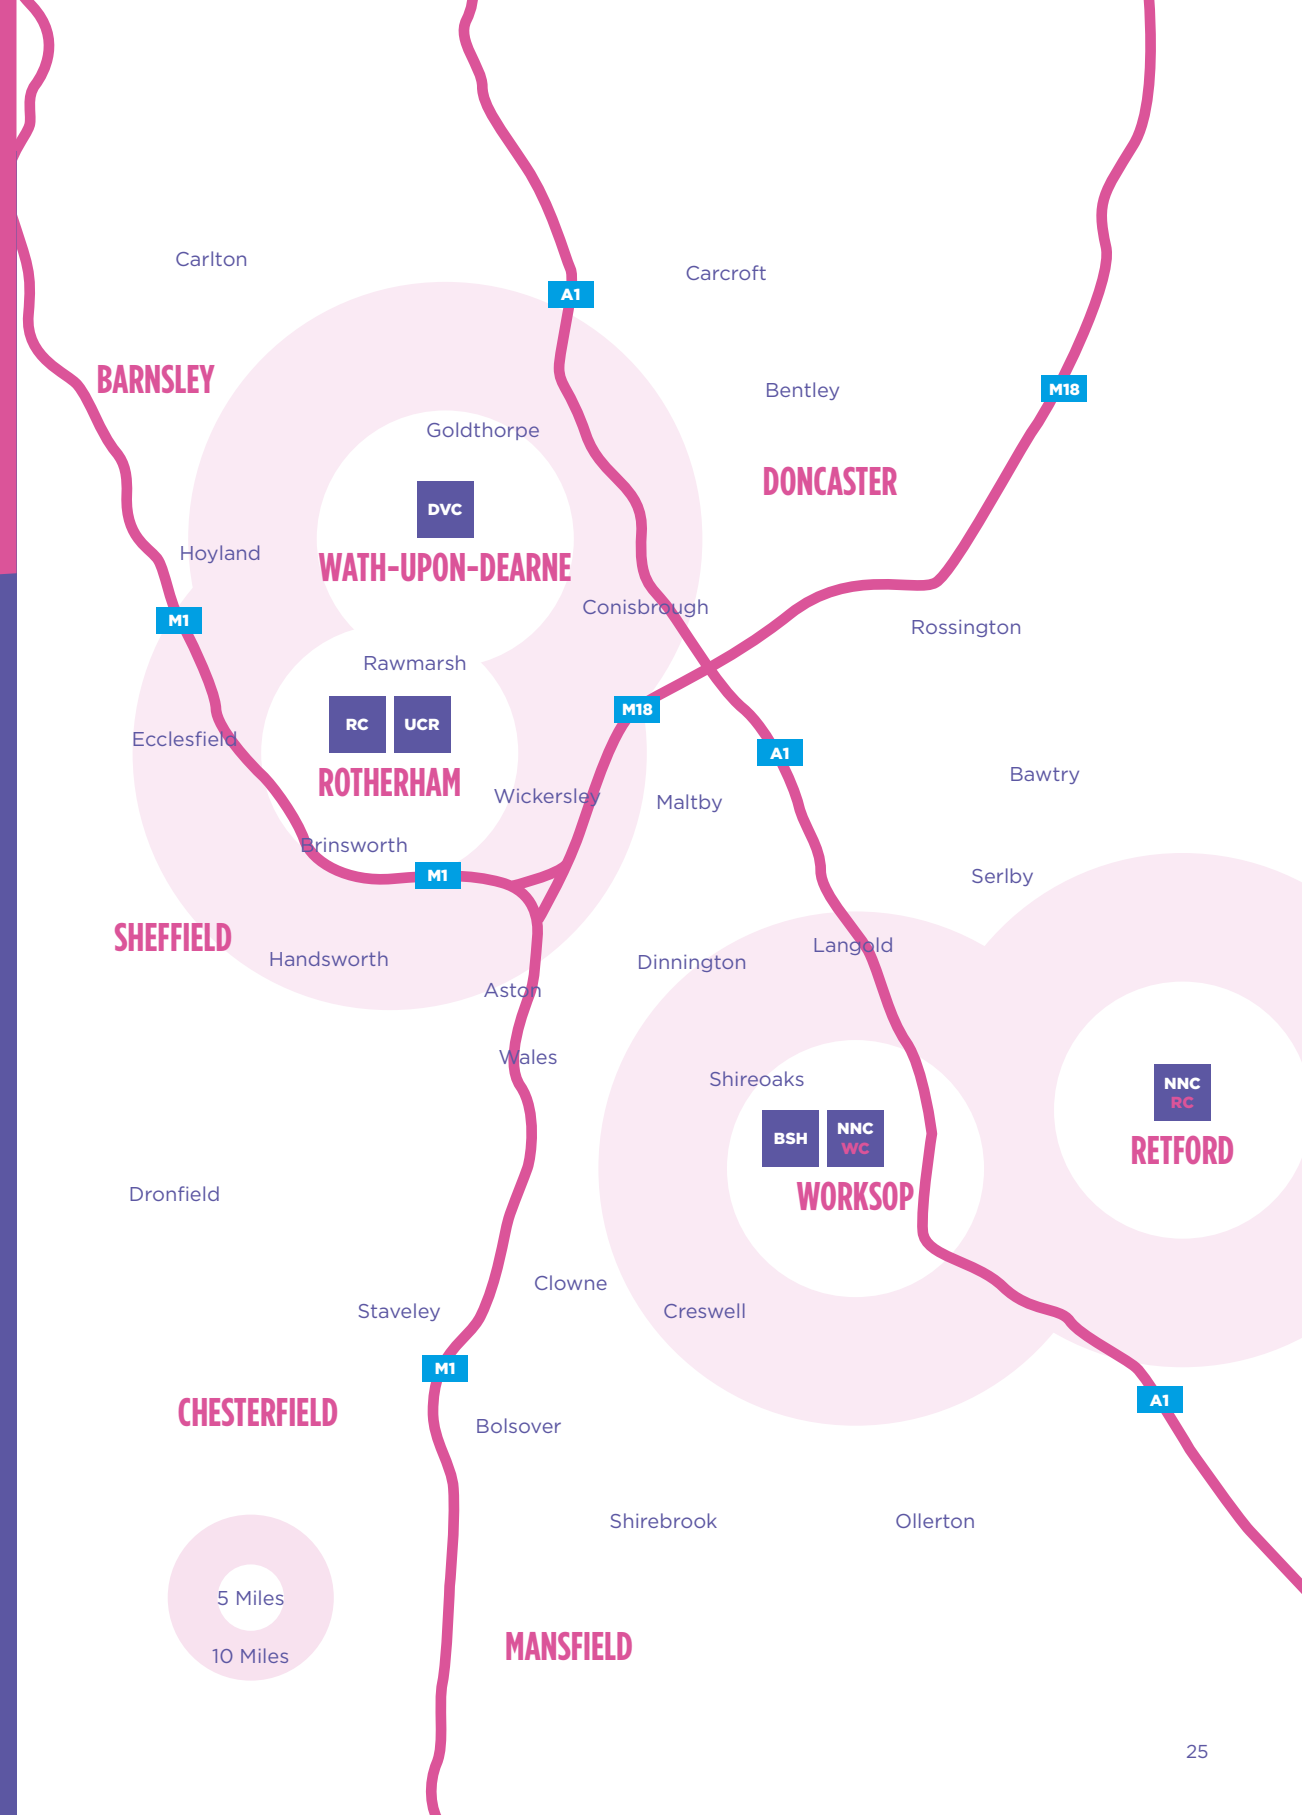 Carlton
Carcroft
A1
BARNSLEY
Bentley
M18
Goldthorpe
DONCASTER
DVC
Hoyland
WATH-UPON-DEARNE
Conisbrough
M1
Rossington
Rawmarsh
M18
RC
UCR
Ecclesfield
A1
ROTHERHAM
Bawtry
Wickersley
Maltby
Brinsworth
M1
Serlby
SHEFFIELD
Langold
Handsworth
Dinnington
Aston
Wales
Shireoaks
NNC
RC
BSH
NNC
WC
RETFORD
Dronfield
WORKSOP
Clowne
Staveley
Creswell
M1
A1
CHESTERFIELD
Bolsover
Shirebrook
Ollerton
5 Miles
10 Miles
MANSFIELD
25